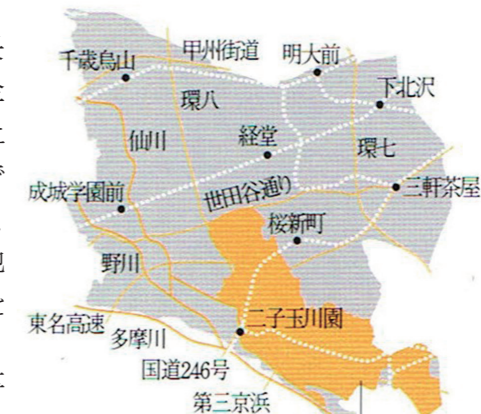 千歳烏山
甲州街道
明大前
環八
下北沢
仙川
経堂
環七
成城学園前
世田谷通り
三軒茶屋
桜新町
野川
二子玉川園
東名高速
多摩川
国道246号
第三京浜